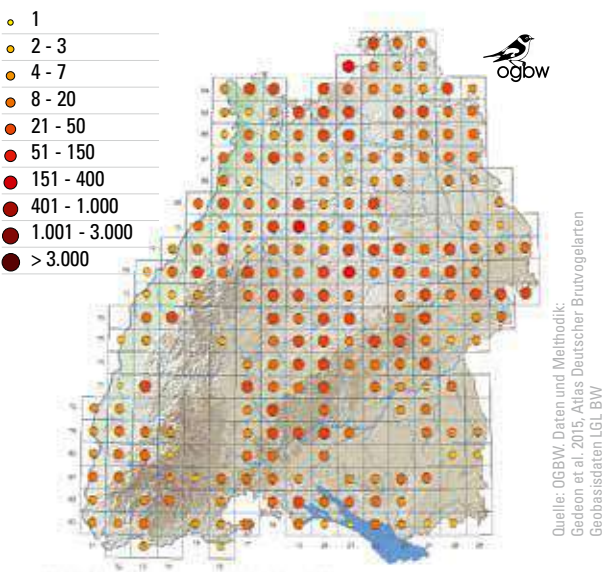 1
2 - 3
4 - 7
8 - 20
21 - 50
51 - 150
151 - 400
401 - 1.000
1.001 - 3.000
> 3.000
ogbw
Quelle: OGBW. Daten und Melthodik:
Gedeon et al. 2015, Atlas Deutscher Brutvogelarten
Geobasisdaten LGL BW